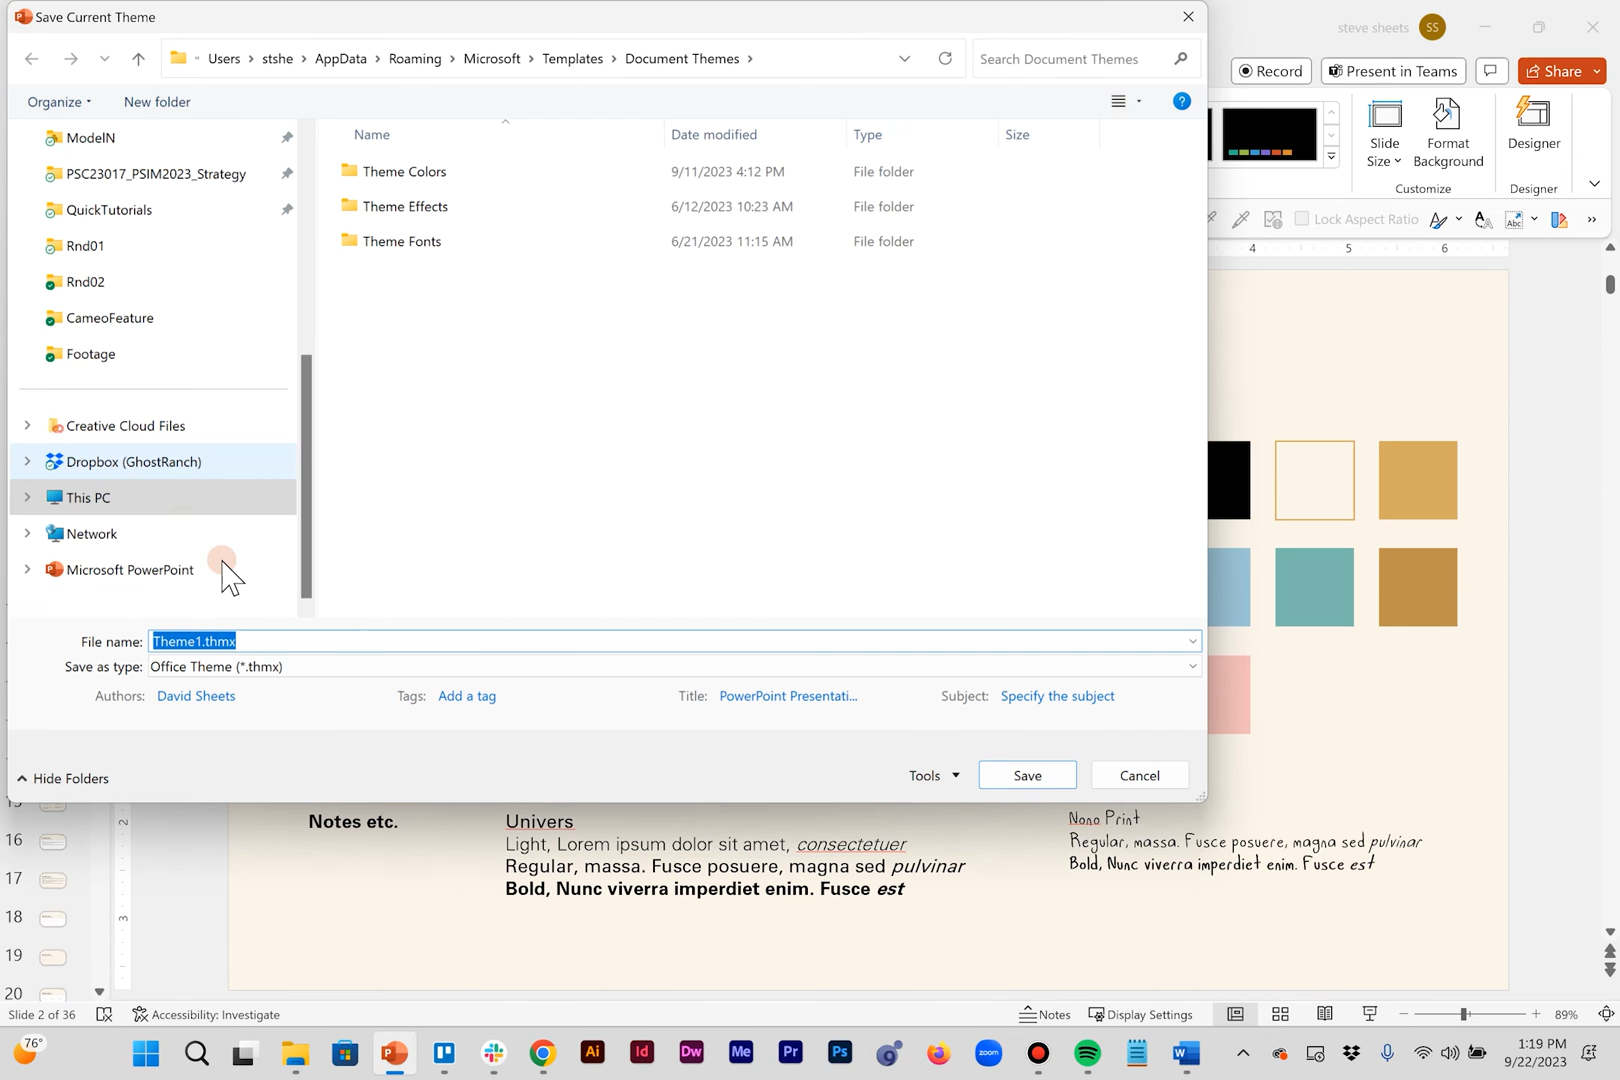 Save Current Theme
steve sheets SS
Users > stshe > AppData > Roaming > Microsoft > Templates > Document Themes >
Search Document Themes
Record
Present in Teams
Share
Organize
New folder
Slide Size
Format Background
Designer
Customize
Designer
Lock Aspect Ratio
4 5 6
Name
Date modified
Type
Size
Theme Colors 9/11/2023 4:12 PM File folder
Theme Effects 6/12/2023 10:23 AM File folder
Theme Fonts 6/21/2023 11:15 AM File folder
ModelN
PSC23017_PSIM2023_Strategy
QuickTutorials
Rnd01
Rnd02
CameoFeature
Footage
Creative Cloud Files
Dropbox (GhostRanch)
This PC
Network
Microsoft PowerPoint
File name: Theme1.thmx
Save as type: Office Theme (*.thmx)
Authors: David Sheets
Tags: Add a tag
Title: PowerPoint Presentati...
Subject: Specify the subject
Hide Folders
Tools
Save
Cancel
16
17
18
19
20
2
3
Notes etc.
Univers
Light, Lorem ipsum dolor sit amet, consectetuer
Regular, massa. Fusce posuere, magna sed pulvinar
Bold, Nunc viverra imperdiet enim. Fusce est
Nono Print
Regular, massa. Fusce posuere, magna sed pulvinar
Bold, Nunc viverra imperdiet enim. Fusce est
Slide 2 of 36
Accessibility: Investigate
Notes
Display Settings
89%
76°
Ai
Id
Dw
Me
Pr
Ps
zoom
1:19 PM
9/22/2023